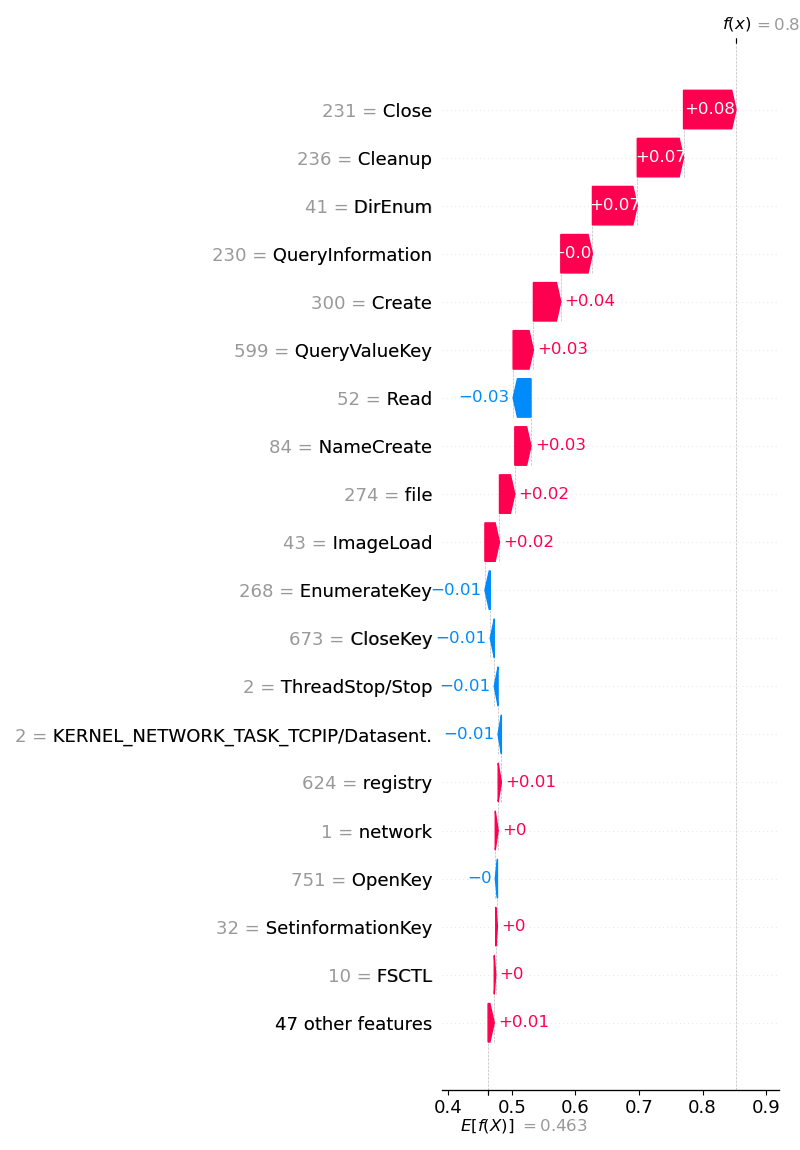 f(x) = 0.8
231 = Close +0.08
236 = Cleanup +0.07
41 = DirEnum +0.07
230 = QueryInformation
300 = Create +0.04
599 = QueryValueKey +0.03
52 = Read −0.03
84 = NameCreate +0.03
274 = file +0.02
43 = ImageLoad +0.02
268 = EnumerateKey −0.01
673 = CloseKey −0.01
2 = ThreadStop/Stop −0.01
2 = KERNEL_NETWORK_TASK_TCPIP/Datasent. −0.01
624 = registry +0.01
1 = network +0
751 = OpenKey −0
32 = SetinformationKey +0
10 = FSCTL +0
47 other features +0.01
0.4 0.5 0.6 0.7 0.8 0.9
E[f(X)] = 0.463